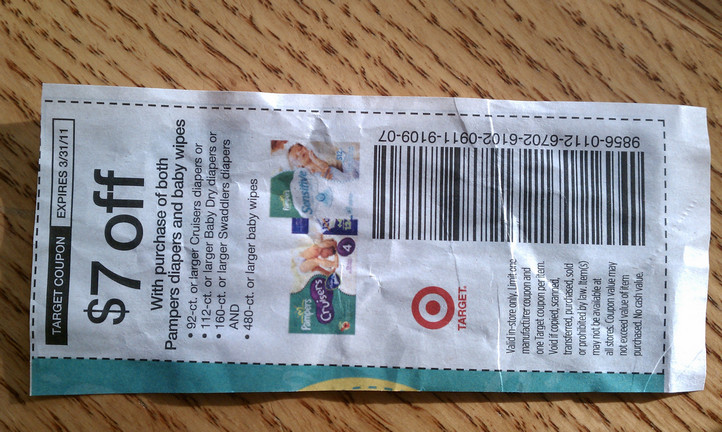 TARGET COUPON EXPIRES 3/31/11
$7 off
With purchase of both
Pampers diapers and baby wipes
• 92-ct. or larger Cruisers diapers or
• 112-ct. or larger Baby Dry diapers or
• 160-ct. or larger Swaddlers diapers
AND
• 480-ct. or larger baby wipes
Pampers
Cruisers
4
Pampers
Sensitive
TARGET.
Valid in-store only. Limit one
manufacturer coupon and
one Target coupon per item.
Void if copied, scanned,
transferred, purchased, sold
or prohibited by law. Item(s)
may not be available at
all stores. Coupon value may
not exceed value of item
purchased. No cash value.
9856-0112-6702-6102-0911-9109-07